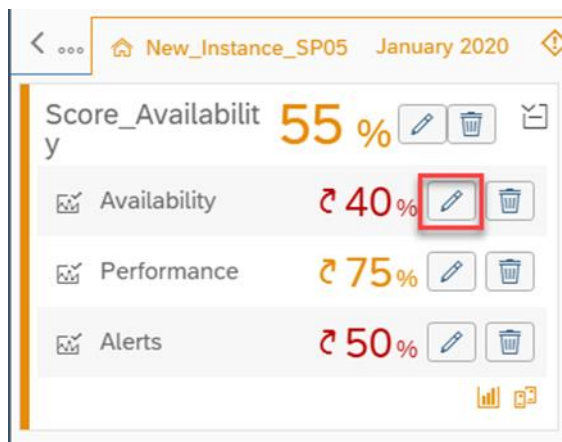 New_Instance_SP05 January 2020
Score_Availabilit
y
55 %
Availability 40 %
Performance 75 %
Alerts 50 %